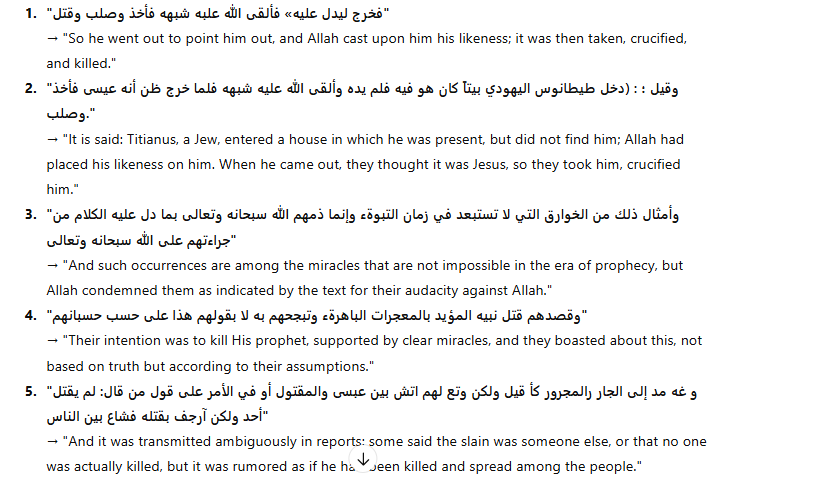 1. "فخرج ليدل عليه» فألقى الله علبه شبهه فأخذ وصلب وقتل"
→ "So he went out to point him out, and Allah cast upon him his likeness; it was then taken, crucified,
and killed."
2. "وقيل : : (دخل طيطانوس اليهودي بيتاً كان هو فيه فلم يده وألقى الله عليه شبهه فلما خرج ظن أنه عيسى فأخذ
وصلب."
→ "It is said: Titianus, a Jew, entered a house in which he was present, but did not find him; Allah had
placed his likeness on him. When he came out, they thought it was Jesus, so they took him, crucified
him."
3. "وأمثال ذلك من الخوارق التي لا تستبعد في زمان التبوةء وإنما ذمهم الله سبحانه وتعالى بما دل عليه الكلام من
جراءتهم على الله سبحانه وتعالى"
→ "And such occurrences are among the miracles that are not impossible in the era of prophecy, but
Allah condemned them as indicated by the text for their audacity against Allah."
4. "وقصدهم قتل نبيه المؤيد بالمعجرات الباهرةء وتبجحهم به لا بقولهم هذا على حسب حسبانهم"
→ "Their intention was to kill His prophet, supported by clear miracles, and they boasted about this, not
based on truth but according to their assumptions."
5. "و غه مد إلى الجار رالمجرور كأ قيل ولكن وتع لهم اتش بين عبسى والمقتول أو في الأمر على قول من قال: لم يقتل
أحد ولكن آرجف بقتله فشاع بين الناس"
→ "And it was transmitted ambiguously in reports: some said the slain was someone else, or that no one
was actually killed, but it was rumored as if he been killed and spread among the people."